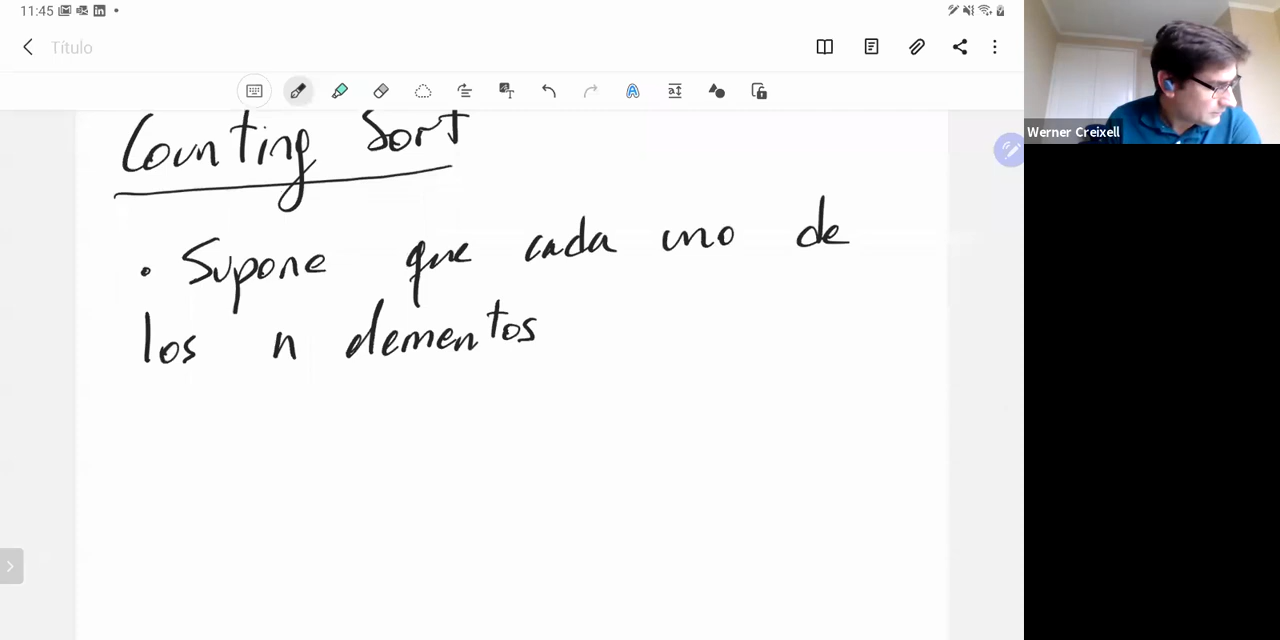 11:45
Título
Counting Sort
• Supone que cada uno de
los n elementos
Werner Creixell